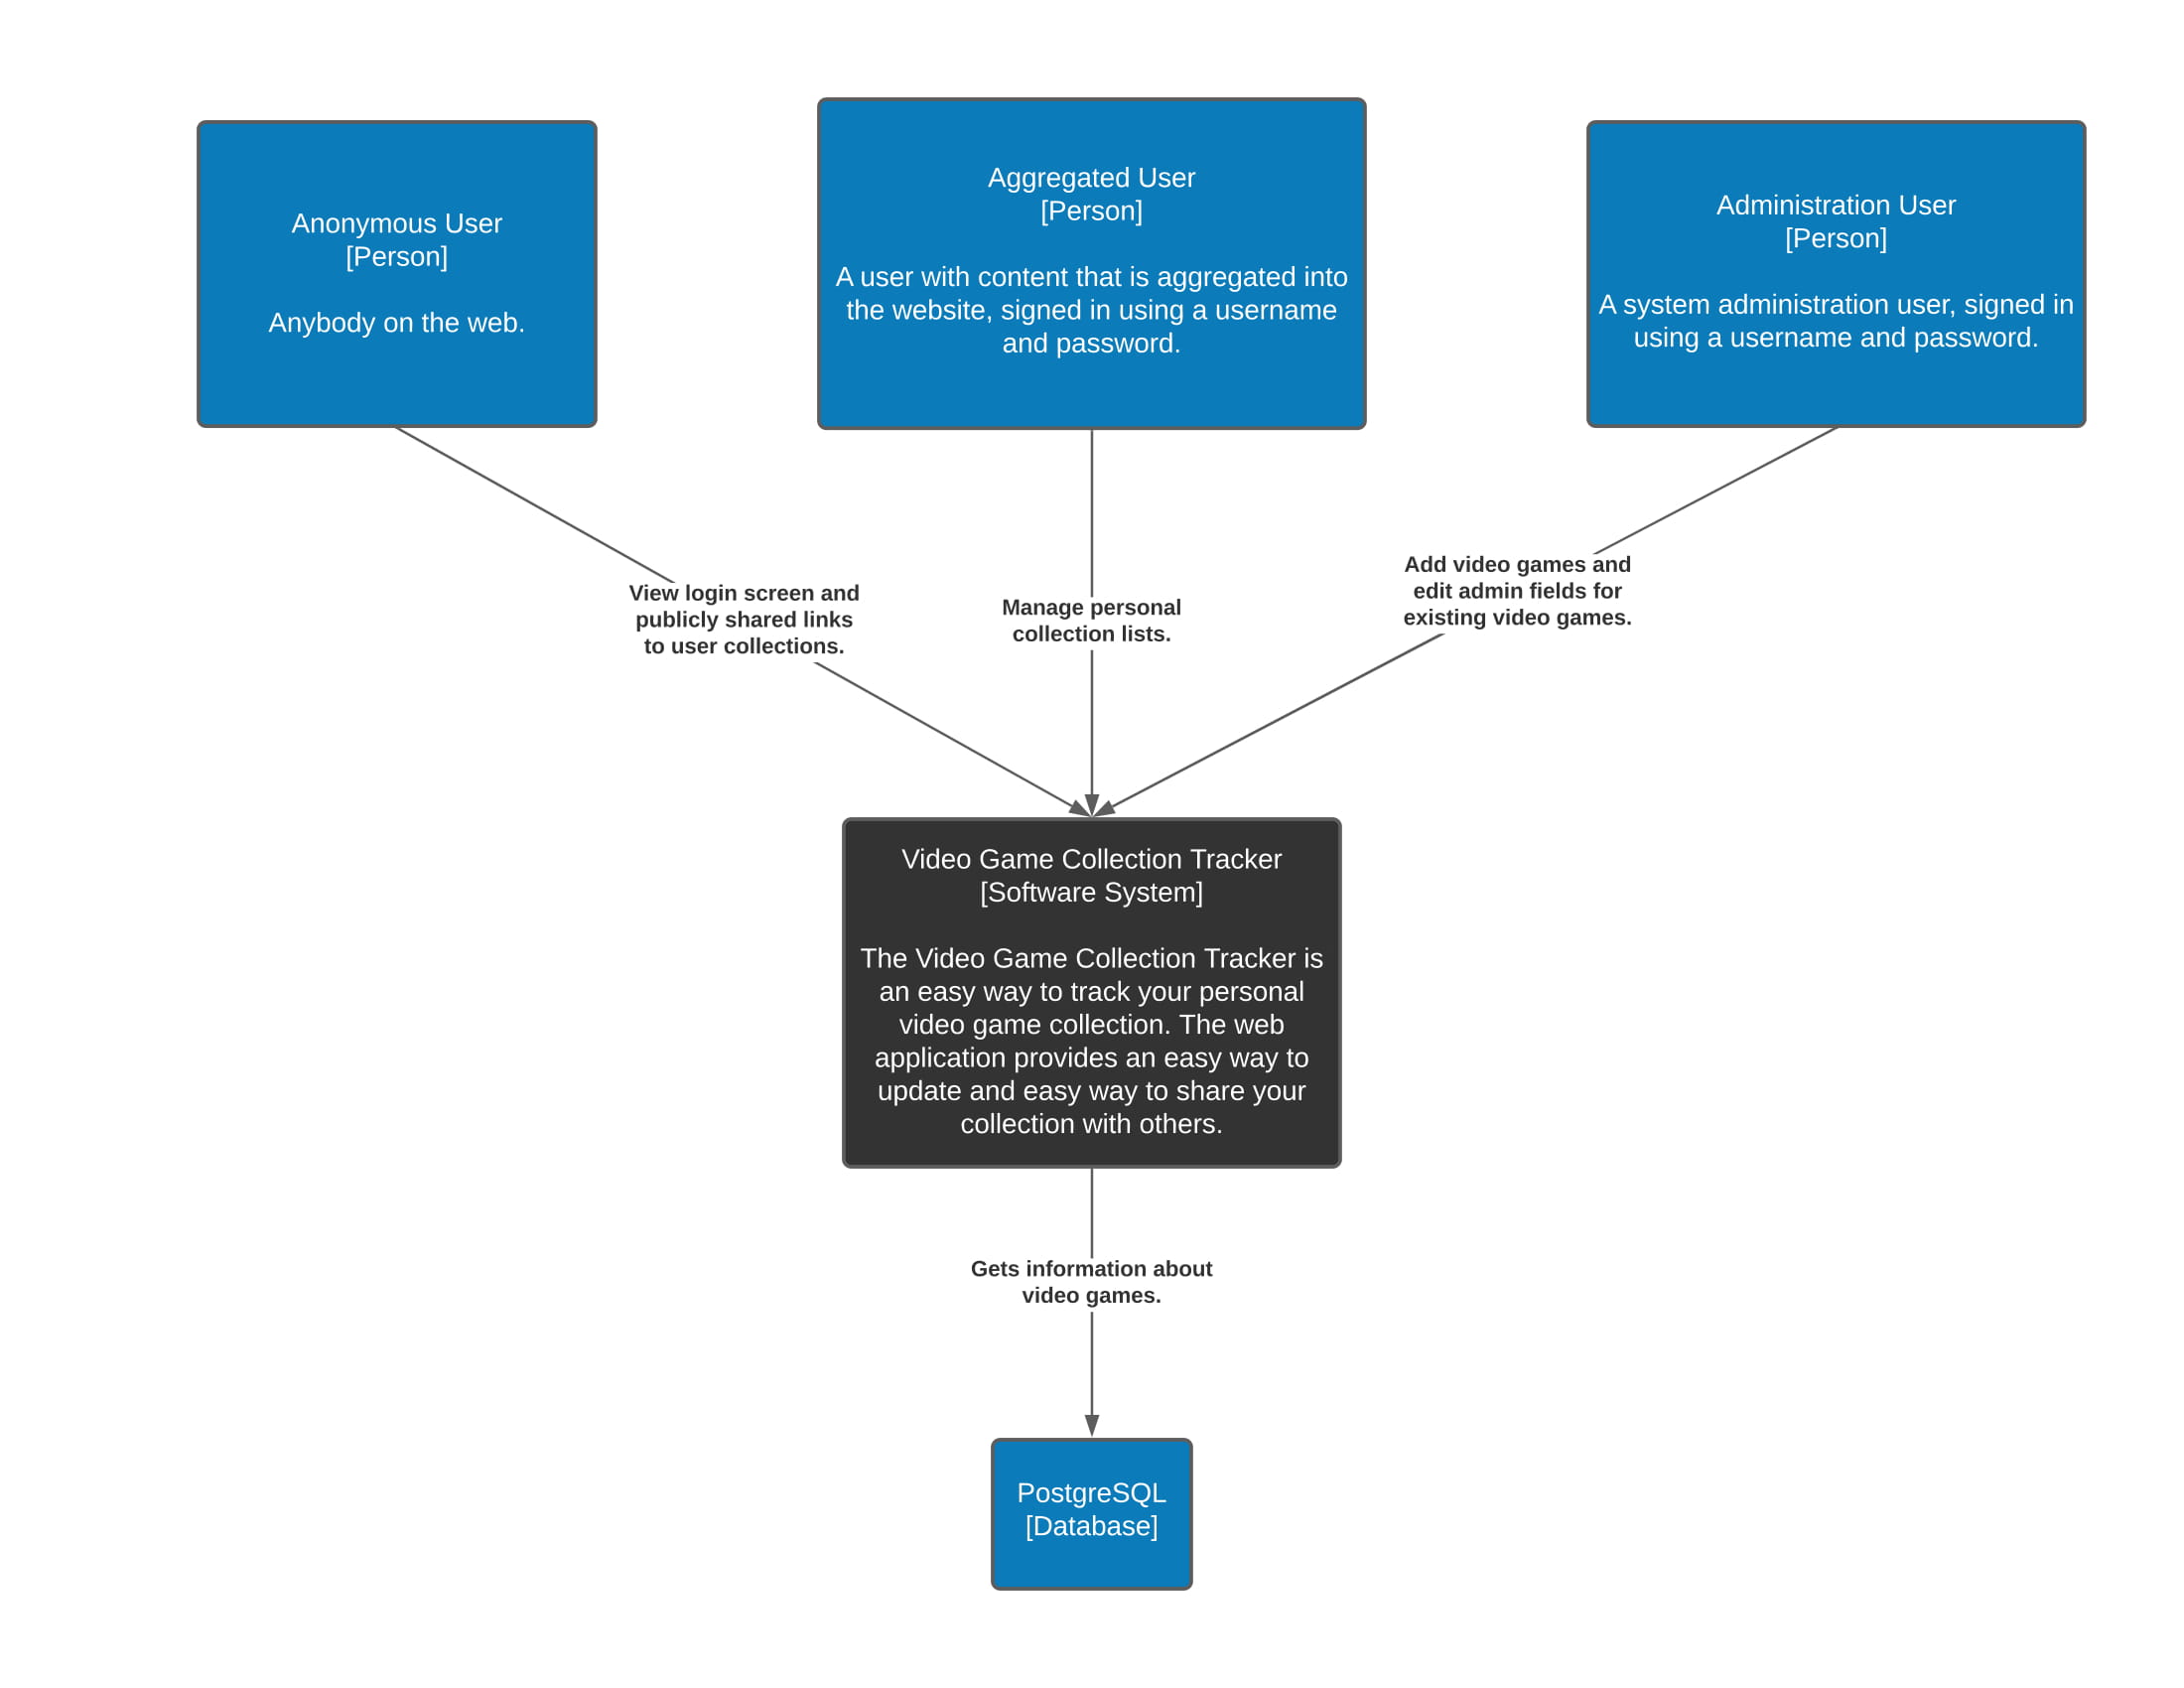 Anonymous User
[Person]
Anybody on the web.
Aggregated User
[Person]
A user with content that is aggregated into
the website, signed in using a username
and password.
Administration User
[Person]
A system administration user, signed in
using a username and password.
View login screen and
publicly shared links
to user collections.
Manage personal
collection lists.
Add video games and
edit admin fields for
existing video games.
Video Game Collection Tracker
[Software System]
The Video Game Collection Tracker is
an easy way to track your personal
video game collection. The web
application provides an easy way to
update and easy way to share your
collection with others.
Gets information about
video games.
PostgreSQL
[Database]